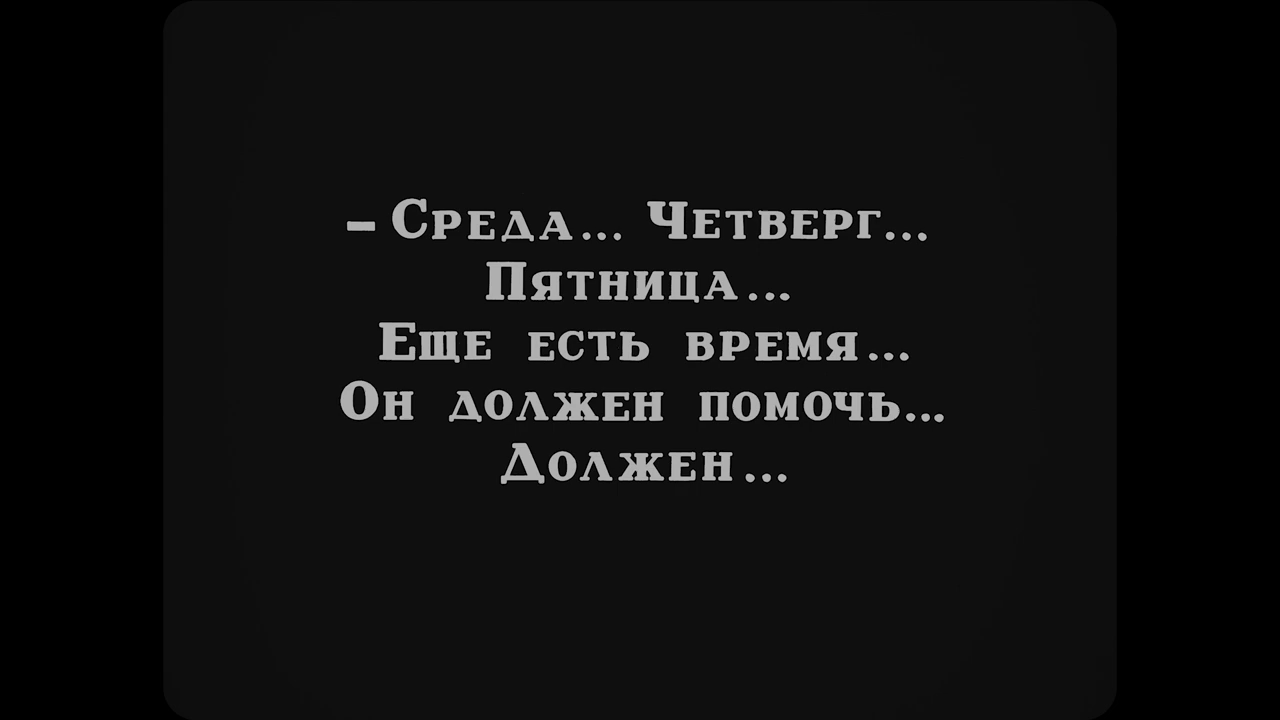 – Среда... Четверг...
Пятница...
Еще есть время...
Он должен помочь...
Должен...